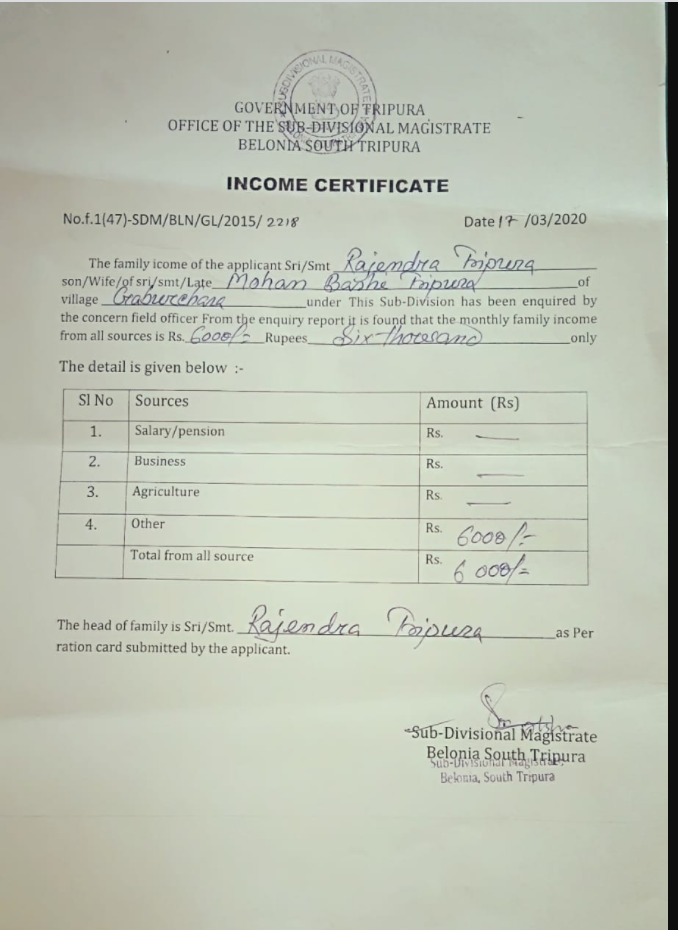 SUB-DIVISIONAL MAGISTRATE
GOVERNMENT OF TRIPURA
OFFICE OF THE SUB-DIVISIONAL MAGISTRATE
BELONIA SOUTH TRIPURA
INCOME CERTIFICATE
No.f.1(47)-SDM/BLN/GL/2015/ 2218 Date 17 /03/2020
The family icome of the applicant Sri/Smt Rajendra Tripura
son/Wife/of sri/smt/Late Mohan Bashe Tripura of
village Gaburchara under This Sub-Division has been enquired by
the concern field officer From the enquiry report it is found that the monthly family income
from all sources is Rs. 6000/- Rupees Six thousand only
The detail is given below :-
Sl No Sources Amount (Rs)
1. Salary/pension Rs. —
2. Business Rs. —
3. Agriculture Rs. —
4. Other Rs. 6000/-
Total from all source Rs. 6000/=
The head of family is Sri/Smt. Rajendra Tripura as Per
ration card submitted by the applicant.
Sub-Divisional Magistrate
Belonia South Tripura
Sub-Divisional Magistrate,
Belonia, South Tripura